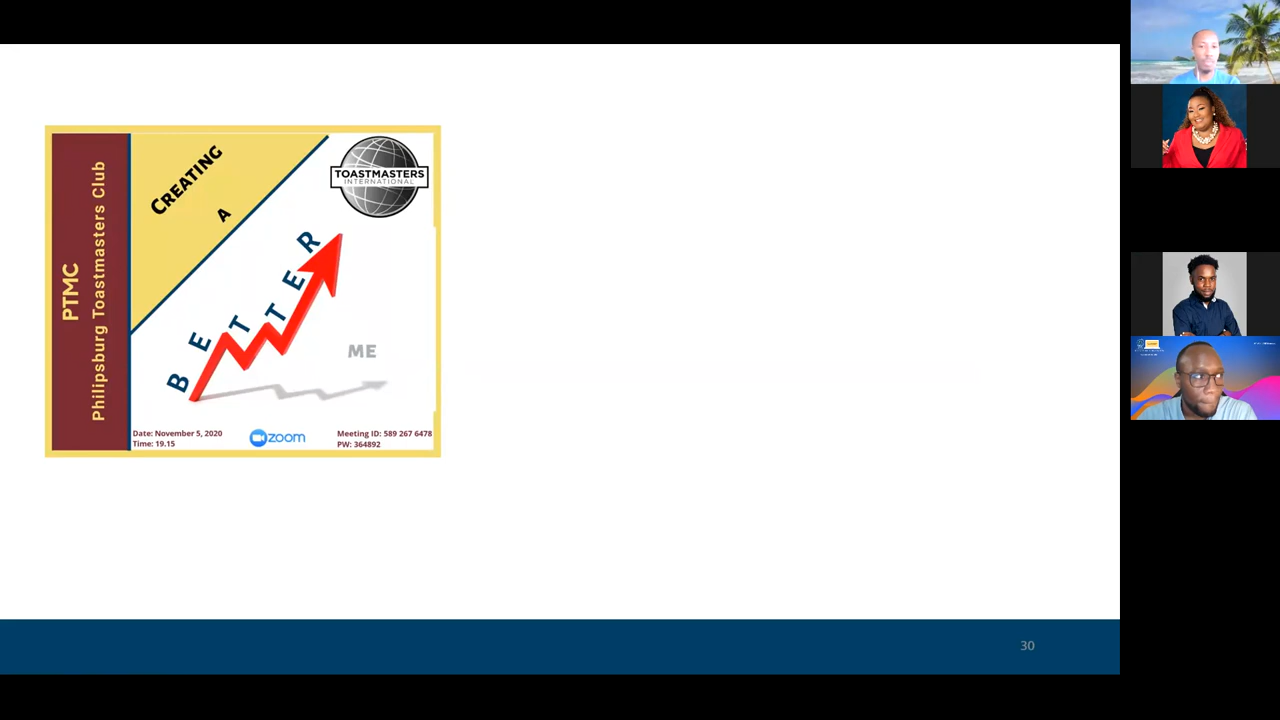 PTMC
Philipsburg Toastmasters Club
CREATING
A
TOASTMASTERS
INTERNATIONAL
BETTER
ME
Date: November 5, 2020
Time: 19.15
zoom
Meeting ID: 589 267 6478
PW: 364892
30